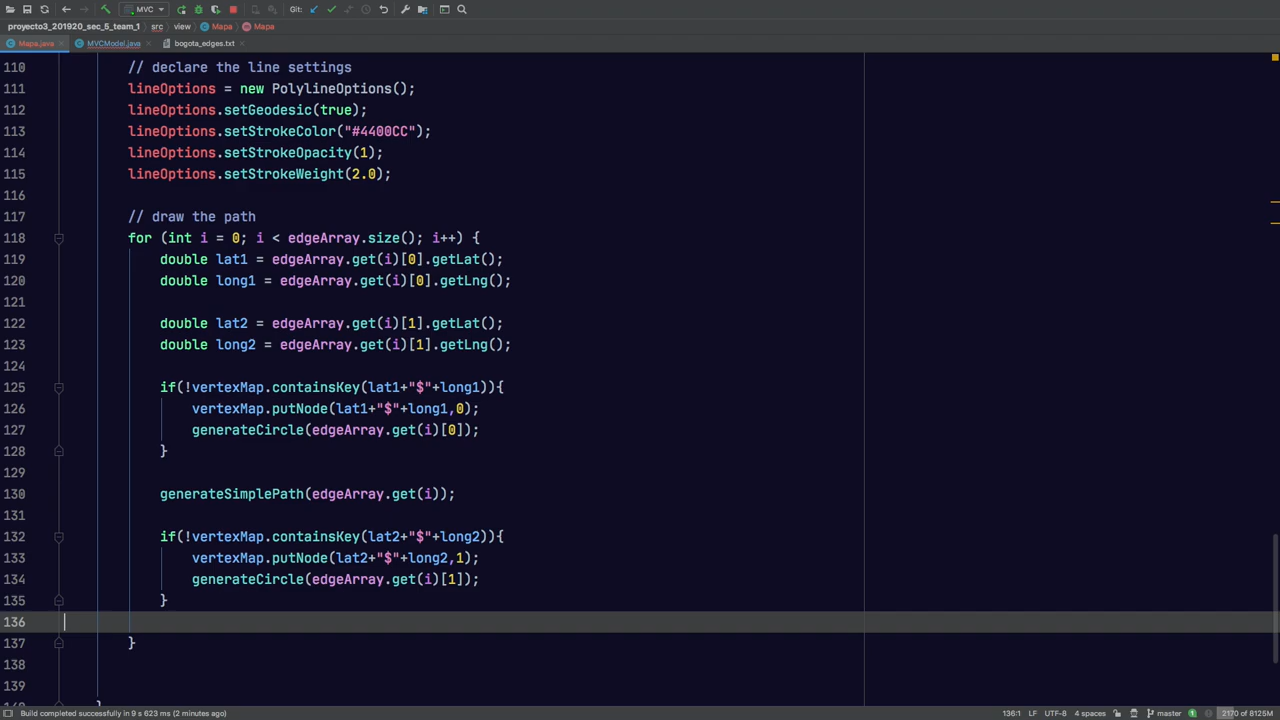 MVC Git:
proyecto3_201920_sec_5_team_1 src view Mapa Mapa
Mapa.java MVCModel.java bogota_edges.txt
110 // declare the line settings
111 lineOptions = new PolylineOptions();
112 lineOptions.setGeodesic(true);
113 lineOptions.setStrokeColor("#4400CC");
114 lineOptions.setStrokeOpacity(1);
115 lineOptions.setStrokeWeight(2.0);
116
117 // draw the path
118 for (int i = 0; i < edgeArray.size(); i++) {
119 double lat1 = edgeArray.get(i)[0].getLat();
120 double long1 = edgeArray.get(i)[0].getLng();
121
122 double lat2 = edgeArray.get(i)[1].getLat();
123 double long2 = edgeArray.get(i)[1].getLng();
124
125 if(!vertexMap.containsKey(lat1+"$"+long1)){
126 vertexMap.putNode(lat1+"$"+long1,0);
127 generateCircle(edgeArray.get(i)[0]);
128 }
129
130 generateSimplePath(edgeArray.get(i));
131
132 if(!vertexMap.containsKey(lat2+"$"+long2)){
133 vertexMap.putNode(lat2+"$"+long2,1);
134 generateCircle(edgeArray.get(i)[1]);
135 }
136
137 }
138
139
Build completed successfully in 9 s 623 ms (2 minutes ago) 136:1 LF UTF-8 4 spaces master 1 2170 of 8125M